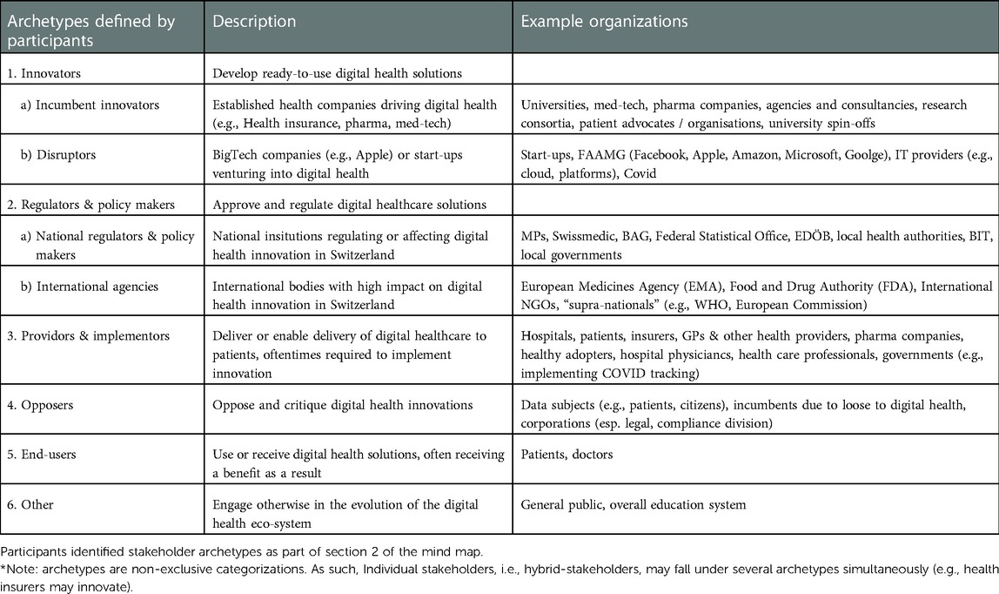 Archetypes defined by participants
Description
Example organizations
1. Innovators
Develop ready-to-use digital health solutions
a) Incumbent innovators
Established health companies driving digital health
(e.g., Health insurance, pharma, med-tech)
Universities, med-tech, pharma companies, agencies and consultancies, research
consortia, patient advocates / organisations, university spin-offs
b) Disruptors
BigTech companies (e.g., Apple) or start-ups
venturing into digital health
Start-ups, FAAMG (Facebook, Apple, Amazon, Microsoft, Goolge), IT providers (e.g.,
cloud, platforms), Covid
2. Regulators & policy makers
Approve and regulate digital healthcare solutions
a) National regulators & policy
makers
National insitutions regulating or affecting digital
health innovation in Switzerland
MPs, Swissmedic, BAG, Federal Statistical Office, EDÖB, local health authorities, BIT,
local governments
b) International agencies
International bodies with high impact on digital
health innovation in Switzerland
European Medicines Agency (EMA), Food and Drug Authority (FDA), International
NGOs, “supra-nationals” (e.g., WHO, European Commission)
3. Providors & implementors
Deliver or enable delivery of digital healthcare to
patients, oftentimes required to implement
innovation
Hospitals, patients, insurers, GPs & other health providers, pharma companies,
healthy adopters, hospital physiciancs, health care professionals, governments (e.g.,
implementing COVID tracking)
4. Opposers
Oppose and critique digital health innovations
Data subjects (e.g., patients, citizens), incumbents due to loose to digital health,
corporations (esp. legal, compliance division)
5. End-users
Use or receive digital health solutions, often receiving
a benefit as a result
Patients, doctors
6. Other
Engage otherwise in the evolution of the digital
health eco-system
General public, overall education system
Participants identified stakeholder archetypes as part of section 2 of the mind map.
*Note: archetypes are non-exclusive categorizations. As such, Individual stakeholders, i.e., hybrid-stakeholders, may fall under several archetypes simultaneously (e.g., health
insurers may innovate).